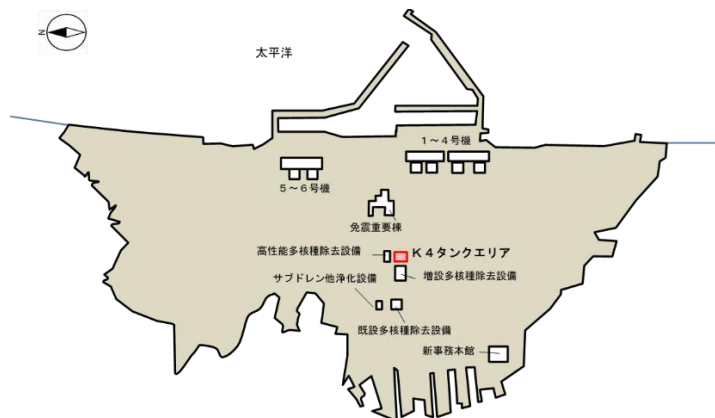 N
太平洋
1~4号機
5~6号機
免震重要棟
高性能多核種除去設備
K4タンクエリア
サブドレン他浄化設備
増設多核種除去設備
既設多核種除去設備
新事務本館